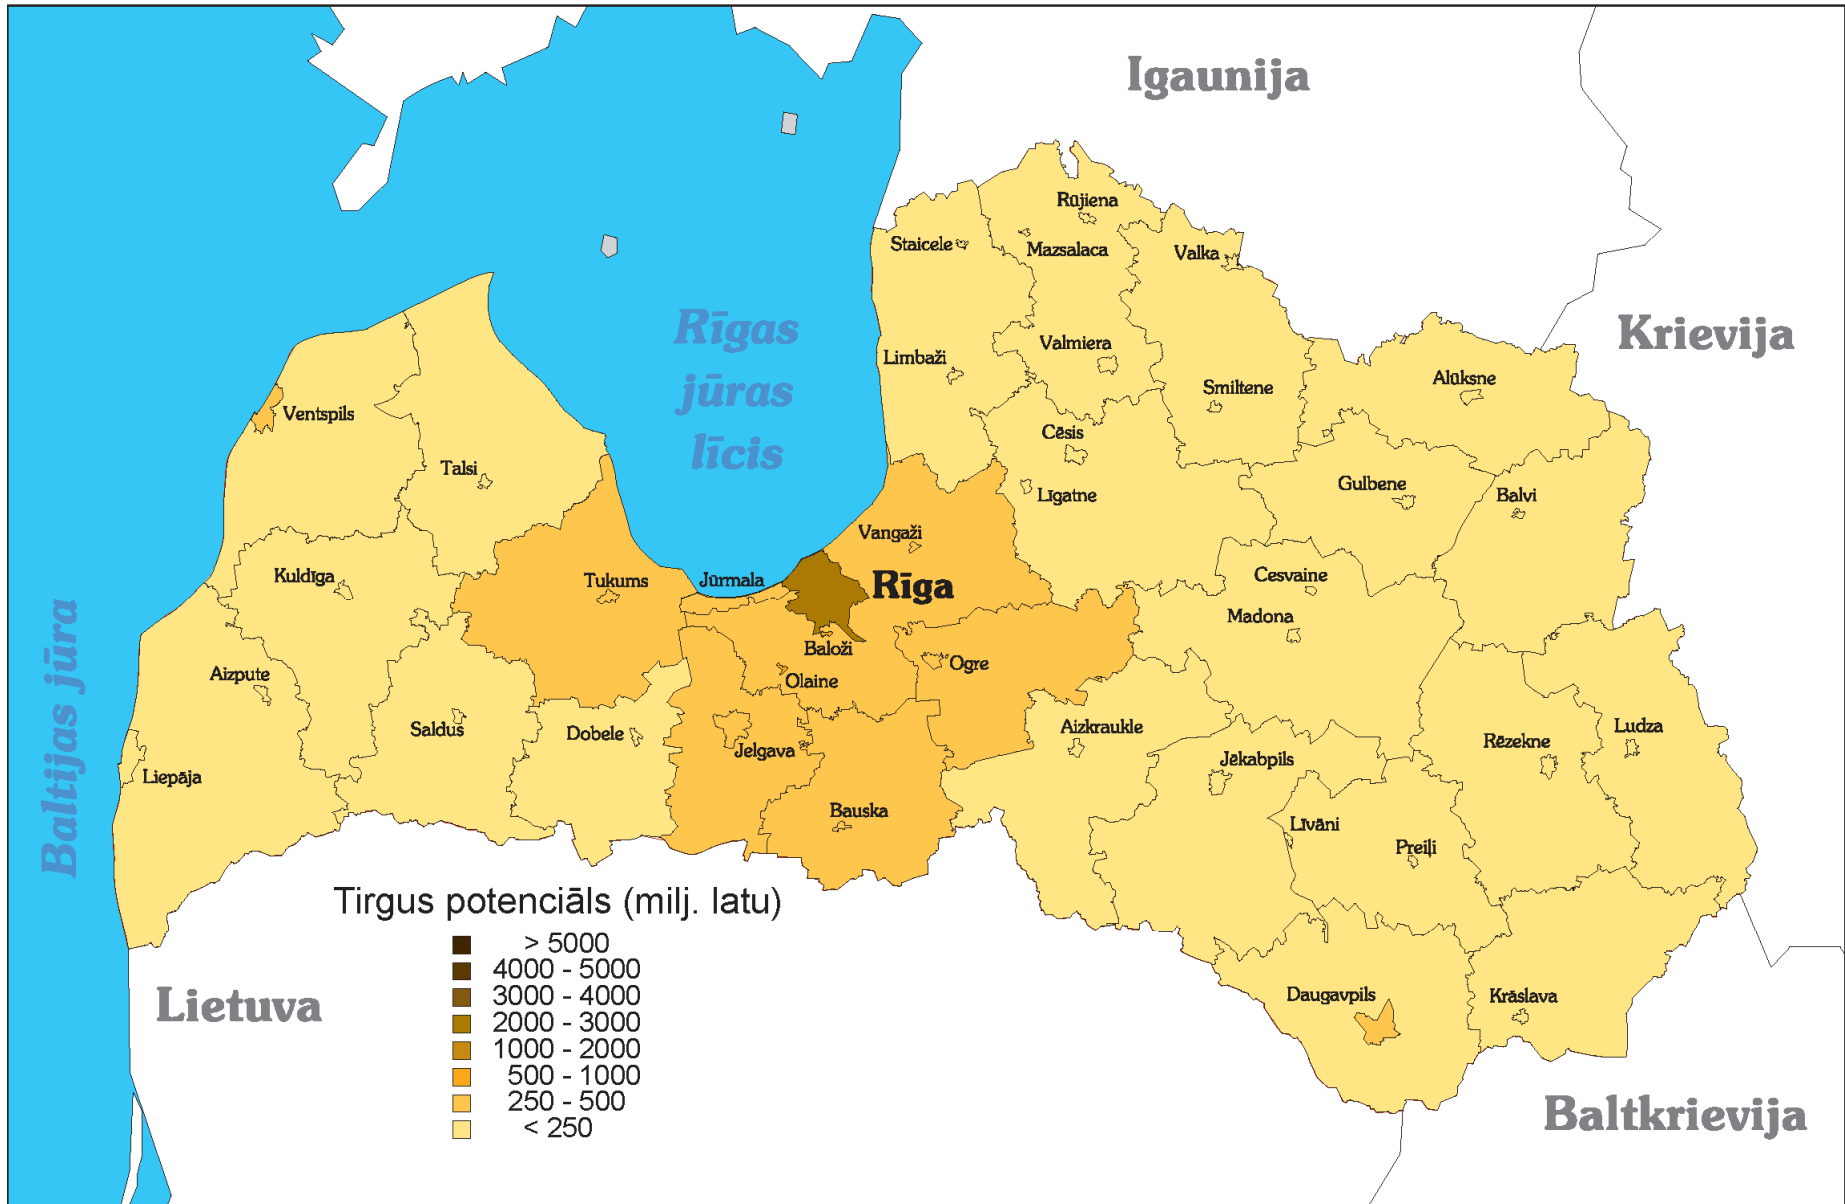 Igaunija
Rūjiena
Staicele
Mazsalaca
Valka
Rīgas
jūras
līcis
Krievija
Limbaži
Valmiera
Alūksne
Smiltene
Ventspils
Cēsis
Talsi
Gulbene
Balvi
Līgatne
Vangaži
Kuldīga
Tukums
Jūrmala
Rīga
Cesvaine
Madona
Baloži
Ogre
Aizpute
Olaine
Baltijas jūra
Saldus
Dobele
Jelgava
Aizkraukle
Rēzekne
Ludza
Jēkabpils
Liepāja
Bauska
Līvāni
Preiļi
Tirgus potenciāls (milj. latu)
> 5000
4000 - 5000
3000 - 4000
2000 - 3000
1000 - 2000
500 - 1000
250 - 500
< 250
Lietuva
Daugavpils
Krāslava
Baltkrievija